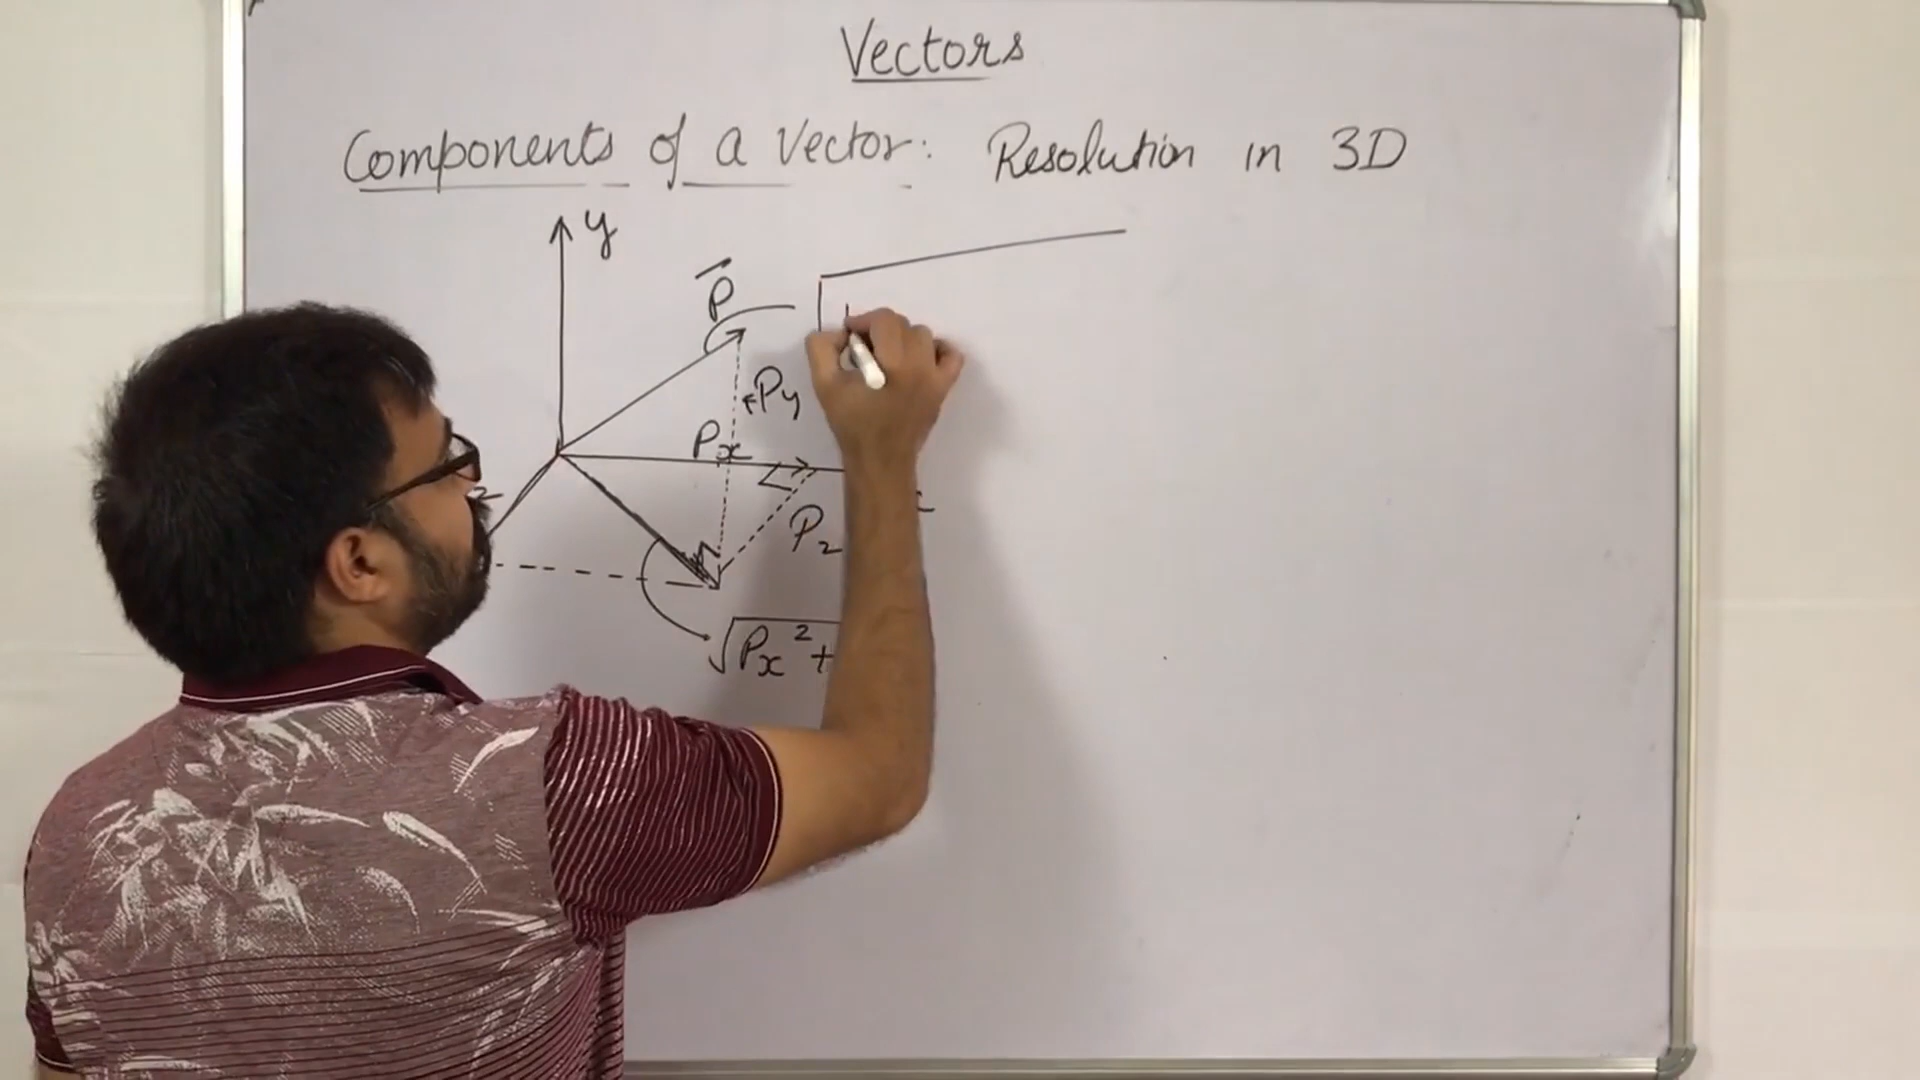 Vectors
Components of a Vector: Resolution in 3D
y
P
Py
Px
z
Pz
√Px²+